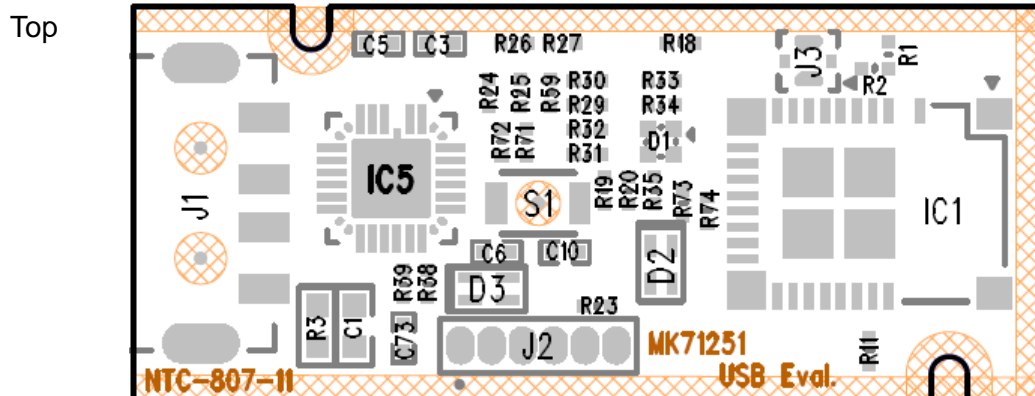 Top
C5 C3 R26 R27 R18 J3 R1
R2
R24 R25 R59 R30 R33
R29 R34
R72 R71 R32 D1
R31
J1 IC5 S1 R19 R20 R35 R73 R74 IC1
C6 C10 D2
R39 R38 D3
R23
R3 C1 C73 J2 MK71251 R11
NTC-807-11 USB Eval.